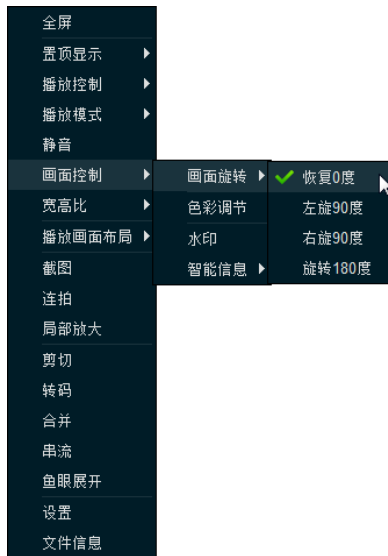 全屏
置顶显示
播放控制
播放模式
静音
画面控制
宽高比
播放画面布局
截图
连拍
局部放大
剪切
转码
合并
串流
鱼眼展开
设置
文件信息
画面旋转
色彩调节
水印
智能信息
恢复0度
左旋90度
右旋90度
旋转180度